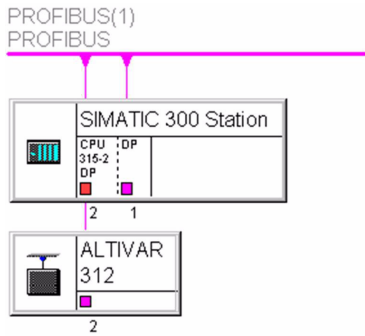 PROFIBUS(1)
PROFIBUS
SIMATIC 300 Station
CPU
315-2
DP
DP
2
1
ALTIVAR
312
2